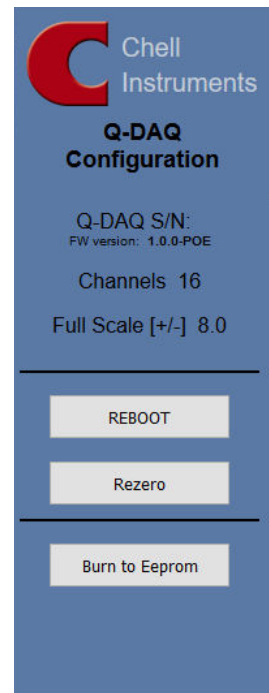 Chell
Instruments
Q-DAQ
Configuration
Q-DAQ S/N:
FW version: 1.0.0-POE
Channels 16
Full Scale [+/-] 8.0
REBOOT
Rezero
Burn to Eeprom